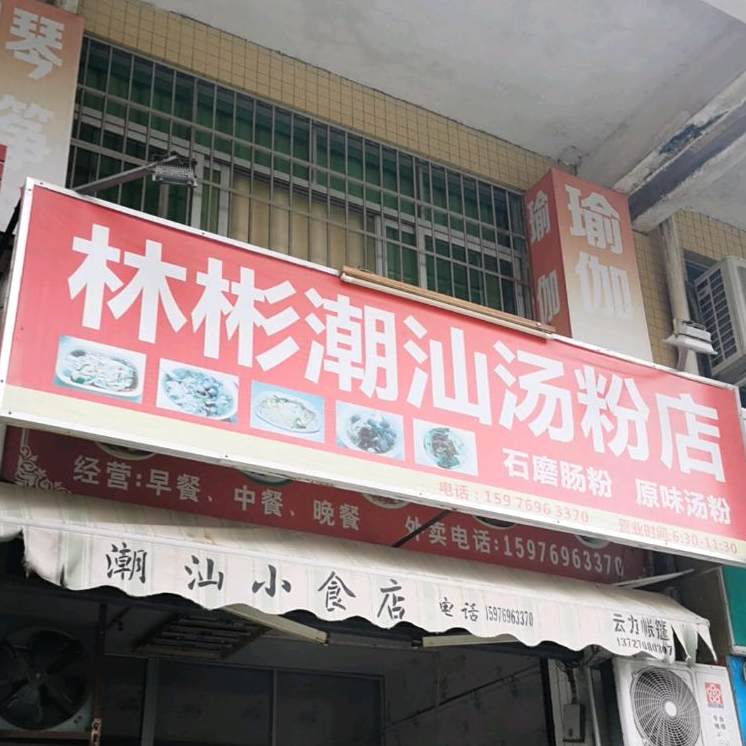 琴
筝
瑜伽
瑜伽
林彬潮汕汤粉店
石磨肠粉 原味汤粉
电话:15976963370
营业时间:6:30-11:30
经营:早餐、中餐、晚餐 外卖电话:15976963370
潮汕小食店 电话15976963370
云力帐篷